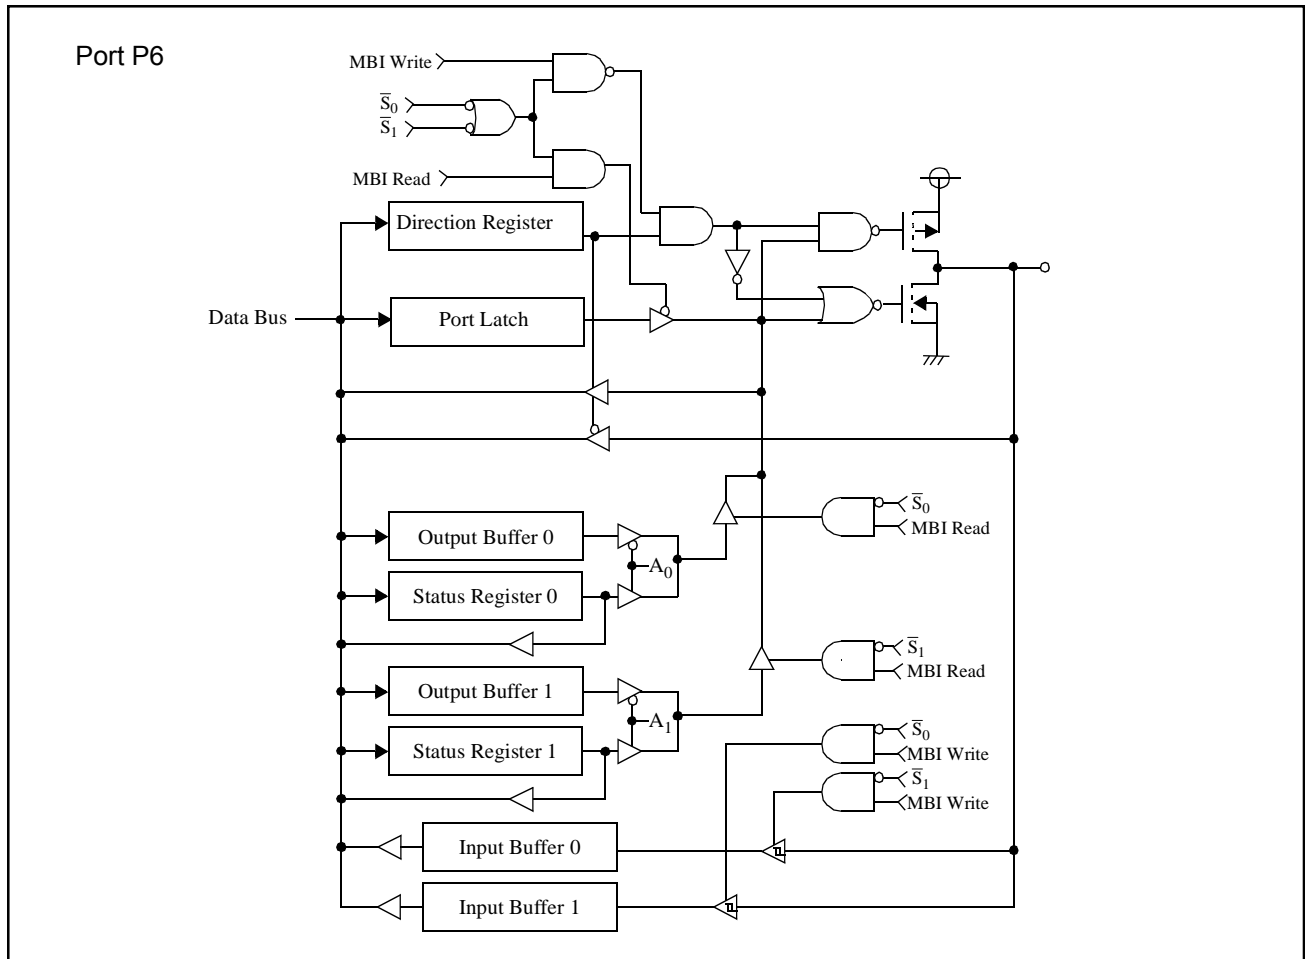 Port P6
MBI Write
S̅0
S̅1
MBI Read
Direction Register
Data Bus
Port Latch
S̅0
MBI Read
Output Buffer 0
A0
Status Register 0
S̅1
MBI Read
Output Buffer 1
A1
Status Register 1
S̅0
MBI Write
S̅1
MBI Write
Input Buffer 0
Input Buffer 1